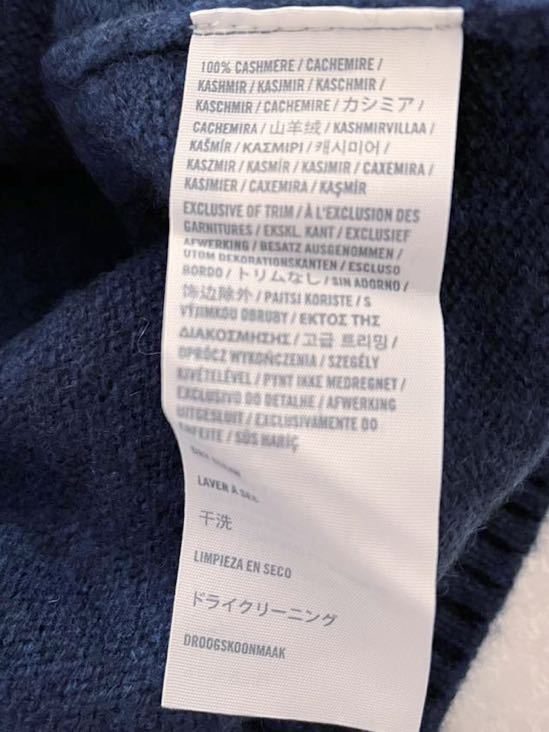 100% CASHMERE / CACHEMIRE /
KASHMIR / KASIMIR / KASCHMIR /
KASCHMIR / CACHEMIRE / カシミア /
CACHEMIRA / 山羊绒 / KASHMIRVILLAA /
KAŠMÍR / ΚΑΣΜΙΡΙ / 캐시미어 /
KASZMIR / KASMÍR / KASJMIR / CAXEMIRA /
KASIMIER / CAXEMIRA / KAŞMİR
EXCLUSIVE OF TRIM / À L'EXCLUSION DES
GARNITURES / EKSKL. KANT / EXCLUSIEF
AFWERKING / BESATZ AUSGENOMMEN /
UTOM DEKORATIONSKANTEN / ESCLUSO
BORDO / トリムなし / SIN ADORNO /
饰边除外 / PAITSI KORISTE / S
VÝJIMKOU OBRUBY / ΕΚΤΟΣ ΤΗΣ
ΔΙΑΚΟΣΜΗΣΗΣ / 고급 트리밍 /
OPRÓCZ WYKOŃCZENIA / SZEGÉLY
KIVÉTELÉVEL / PYNT IKKE MEDREGNET /
EXCLUSIVO DO DETALHE / AFWERKING
UITGESLUIT / EXCLUSIVAMENTE DO
ENFEITE / SÜS HARİÇ
LAVER À
干洗
LIMPIEZA EN SECO
ドライクリーニング
DROOGSKOONMAAK